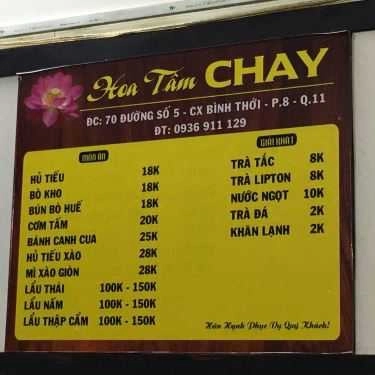 Hoa Tâm CHAY
ĐC: 70 ĐƯỜNG SỐ 5 - CX BÌNH THỚI - P.8 - Q.11
ĐT: 0936 911 129
MÓN ĂN
HỦ TIẾU 18K
BÒ KHO 18K
BÚN BÒ HUẾ 18K
CƠM TẤM 20K
BÁNH CANH CUA 25K
HỦ TIẾU XÀO 28K
MÌ XÀO GIÒN 28K
LẨU THÁI 100K - 150K
LẨU NẤM 100K - 150K
LẨU THẬP CẨM 100K - 150K
GIẢI KHÁT
TRÀ TẮC 8K
TRÀ LIPTON 8K
NƯỚC NGỌT 10K
TRÀ ĐÁ 2K
KHĂN LẠNH 2K
Hân Hạnh Phục Vụ Quý Khách!